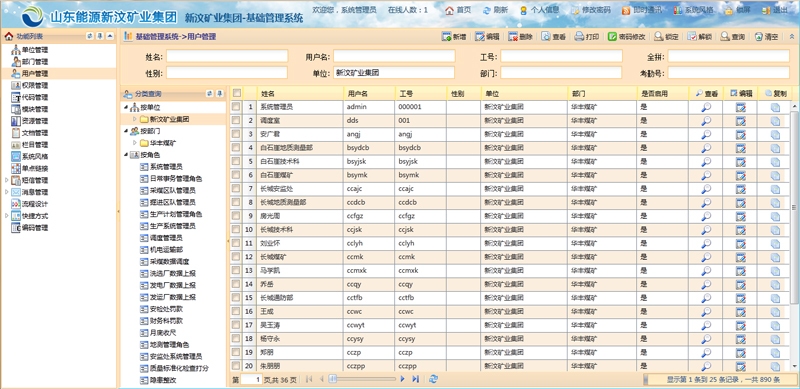 山东能源新汶矿业集团 新汶矿业集团-基础管理系统 欢迎您，系统管理员 在线人数：1 首页 刷新 个人信息 修改密码 即时通讯 系统风格 锁屏 退出
功能列表
单位管理
部门管理
用户管理
权限管理
代码管理
模块管理
资源管理
文档管理
栏目管理
系统风格
单点链接
短信管理
消息管理
流程设计
快捷方式
编码管理
基础管理系统->用户管理 新增 编辑 删除 查看 打印 密码修改 锁定 解锁 查询 清空
姓名: 用户名: 工号: 全拼:
性别: 单位: 新汶矿业集团 部门: 考勤号:
分类查询
按单位
新汶矿业集团
按部门
华丰煤矿
按角色
系统管理员
日常事务管理角色
采煤区队管理员
掘进区队管理员
生产计划管理角色
生产系统管理员
调度管理员
机电运输部
采煤数据调度
洗选厂数据上报
发电厂数据上报
发运厂数据上报
安检处罚款
财务科罚款
月度收尺
地测管理角色
安监处系统管理员
质量标准化检查打分
隐患整改
姓名 用户名 工号 性别 单位 部门 是否启用 查看 编辑 复制
1 系统管理员 admin 000001 新汶矿业集团 华丰煤矿 是
2 调度室 dds 001 新汶矿业集团 华丰煤矿 是
3 安广君 angj angj 新汶矿业集团 华丰煤矿 是
4 白石崖地质测量部 bsydcb bsydcb 新汶矿业集团 华丰煤矿 是
5 白石崖技术科 bsyjsk bsyjsk 新汶矿业集团 华丰煤矿 是
6 白石崖煤矿 bsymk bsymk 新汶矿业集团 华丰煤矿 是
7 长城安监处 ccajc ccajc 新汶矿业集团 华丰煤矿 是
8 长城地质测量部 ccdcb ccdcb 新汶矿业集团 华丰煤矿 是
9 房光周 ccfgz ccfgz 新汶矿业集团 华丰煤矿 是
10 长城技术科 ccjsk ccjsk 新汶矿业集团 华丰煤矿 是
11 刘业怀 cclyh cclyh 新汶矿业集团 华丰煤矿 是
12 长城煤矿 ccmk ccmk 新汶矿业集团 华丰煤矿 是
13 马学凯 ccmxk ccmxk 新汶矿业集团 华丰煤矿 是
14 乔岳 ccqy ccqy 新汶矿业集团 华丰煤矿 是
15 长城通防部 cctfb cctfb 新汶矿业集团 华丰煤矿 是
16 王成 ccwc ccwc 新汶矿业集团 华丰煤矿 是
17 吴玉涛 ccwyt ccwyt 新汶矿业集团 华丰煤矿 是
18 杨守永 ccysy ccysy 新汶矿业集团 华丰煤矿 是
19 郑朋 cczp cczp 新汶矿业集团 华丰煤矿 是
20 朱朋朋 cczpp cczpp 新汶矿业集团 华丰煤矿 是
第 1 页,共 36 页 显示第 1 条到 25 条记录，一共 890 条